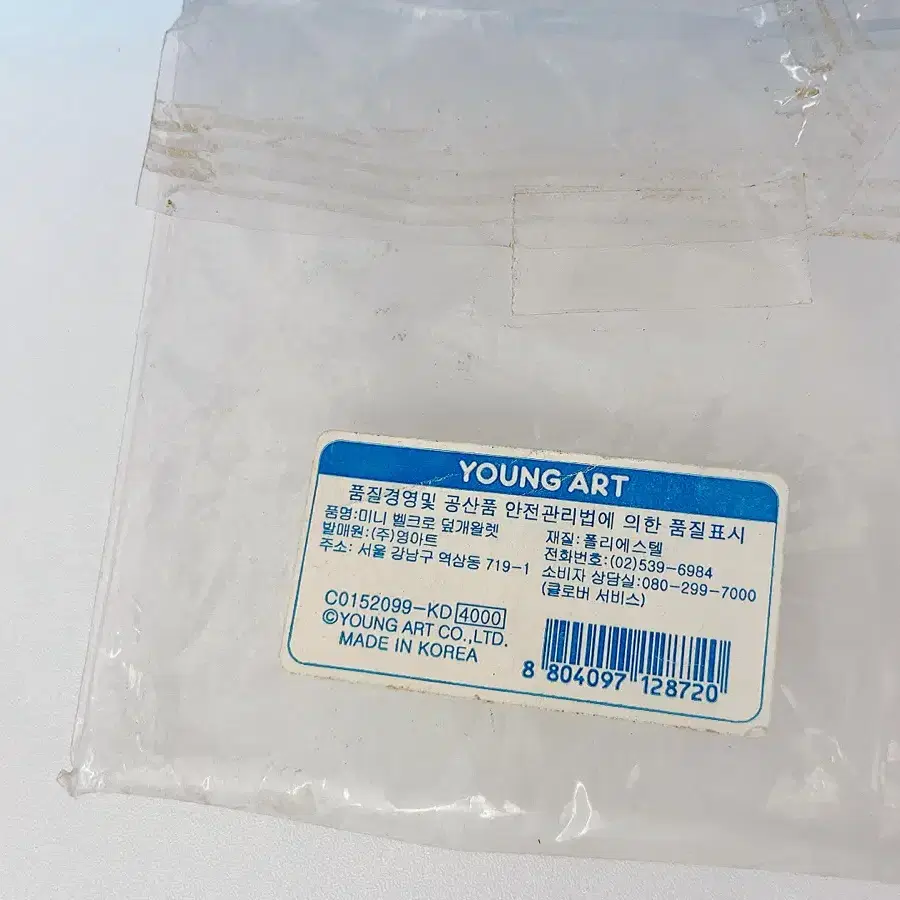 YOUNG ART
품질경영및 공산품 안전관리법에 의한 품질표시
품명:미니 벨크로 덮개왈렛
발매원:(주)영아트
주소: 서울 강남구 역삼동 719-1
재질:폴리에스텔
전화번호:(02)539-6984
소비자 상담실:080-299-7000
(클로버 서비스)
C0152099-KD 4000
©YOUNG ART CO.,LTD.
MADE IN KOREA
8 804097 128720